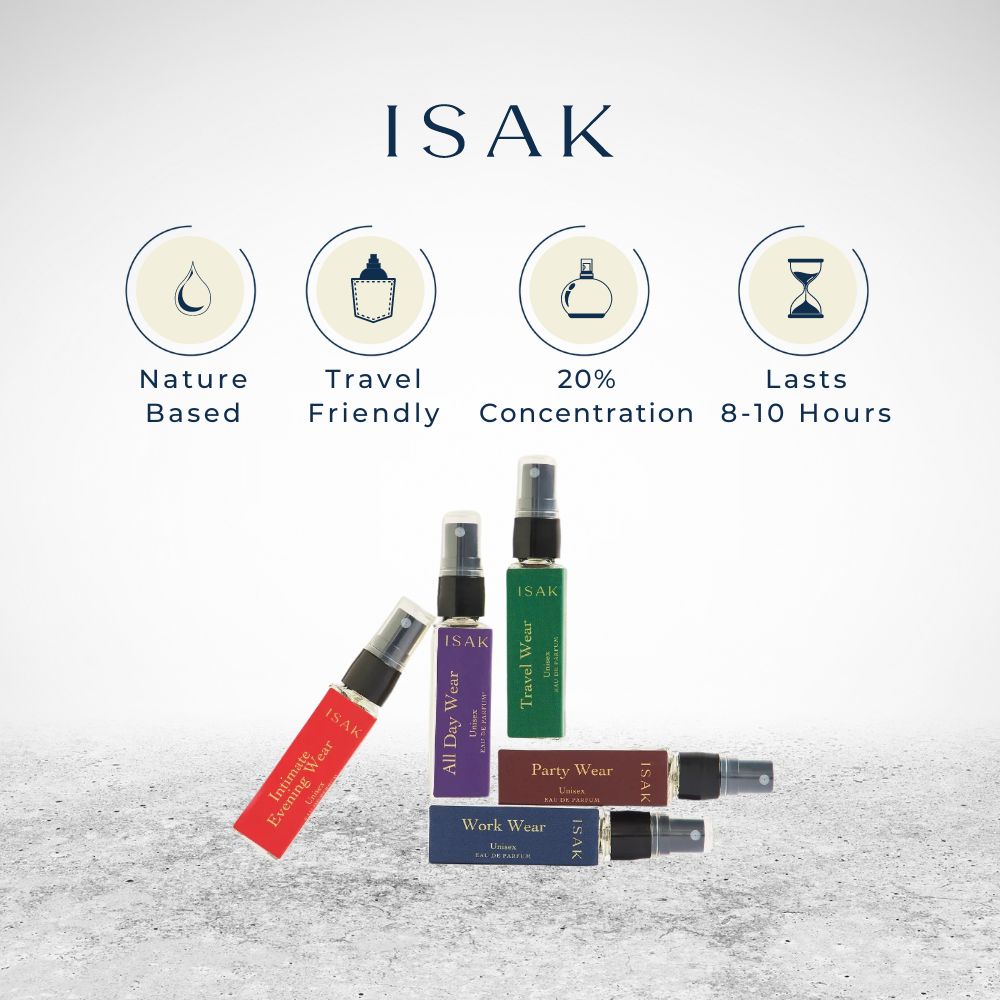 ISAK
Nature
Based
Travel
Friendly
20%
Concentration
Lasts
8-10 Hours
ISAK
Travel Wear
Unisex
EAU DE PARFUM
ISAK
All Day Wear
Unisex
EAU DE PARFUM
ISAK
Intimate
Evening Wear
Unisex
Party Wear
Unisex
EAU DE PARFUM
ISAK
Work Wear
Unisex
EAU DE PARFUM
ISAK